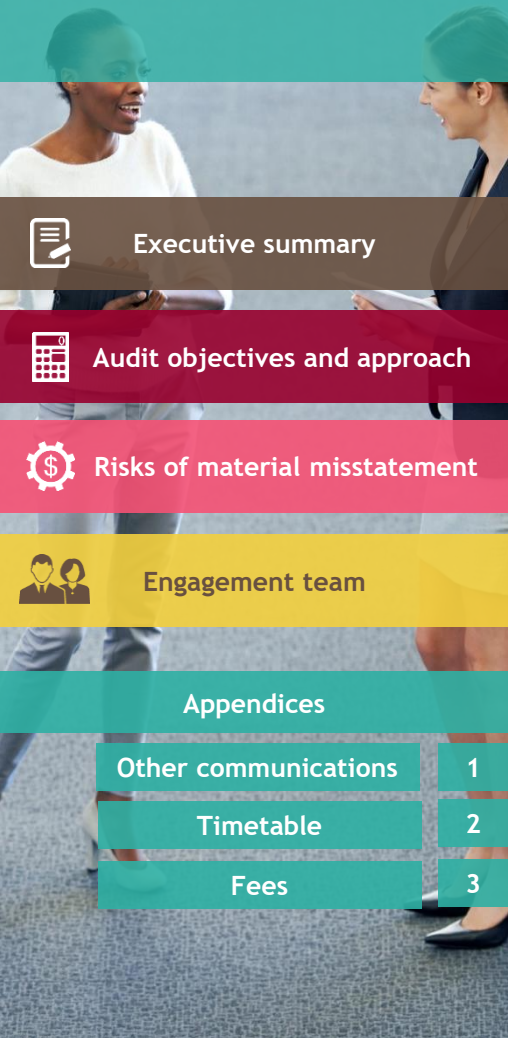 Executive summary
Audit objectives and approach
Risks of material misstatement
Engagement team
Appendices
Other communications 1
Timetable 2
Fees 3